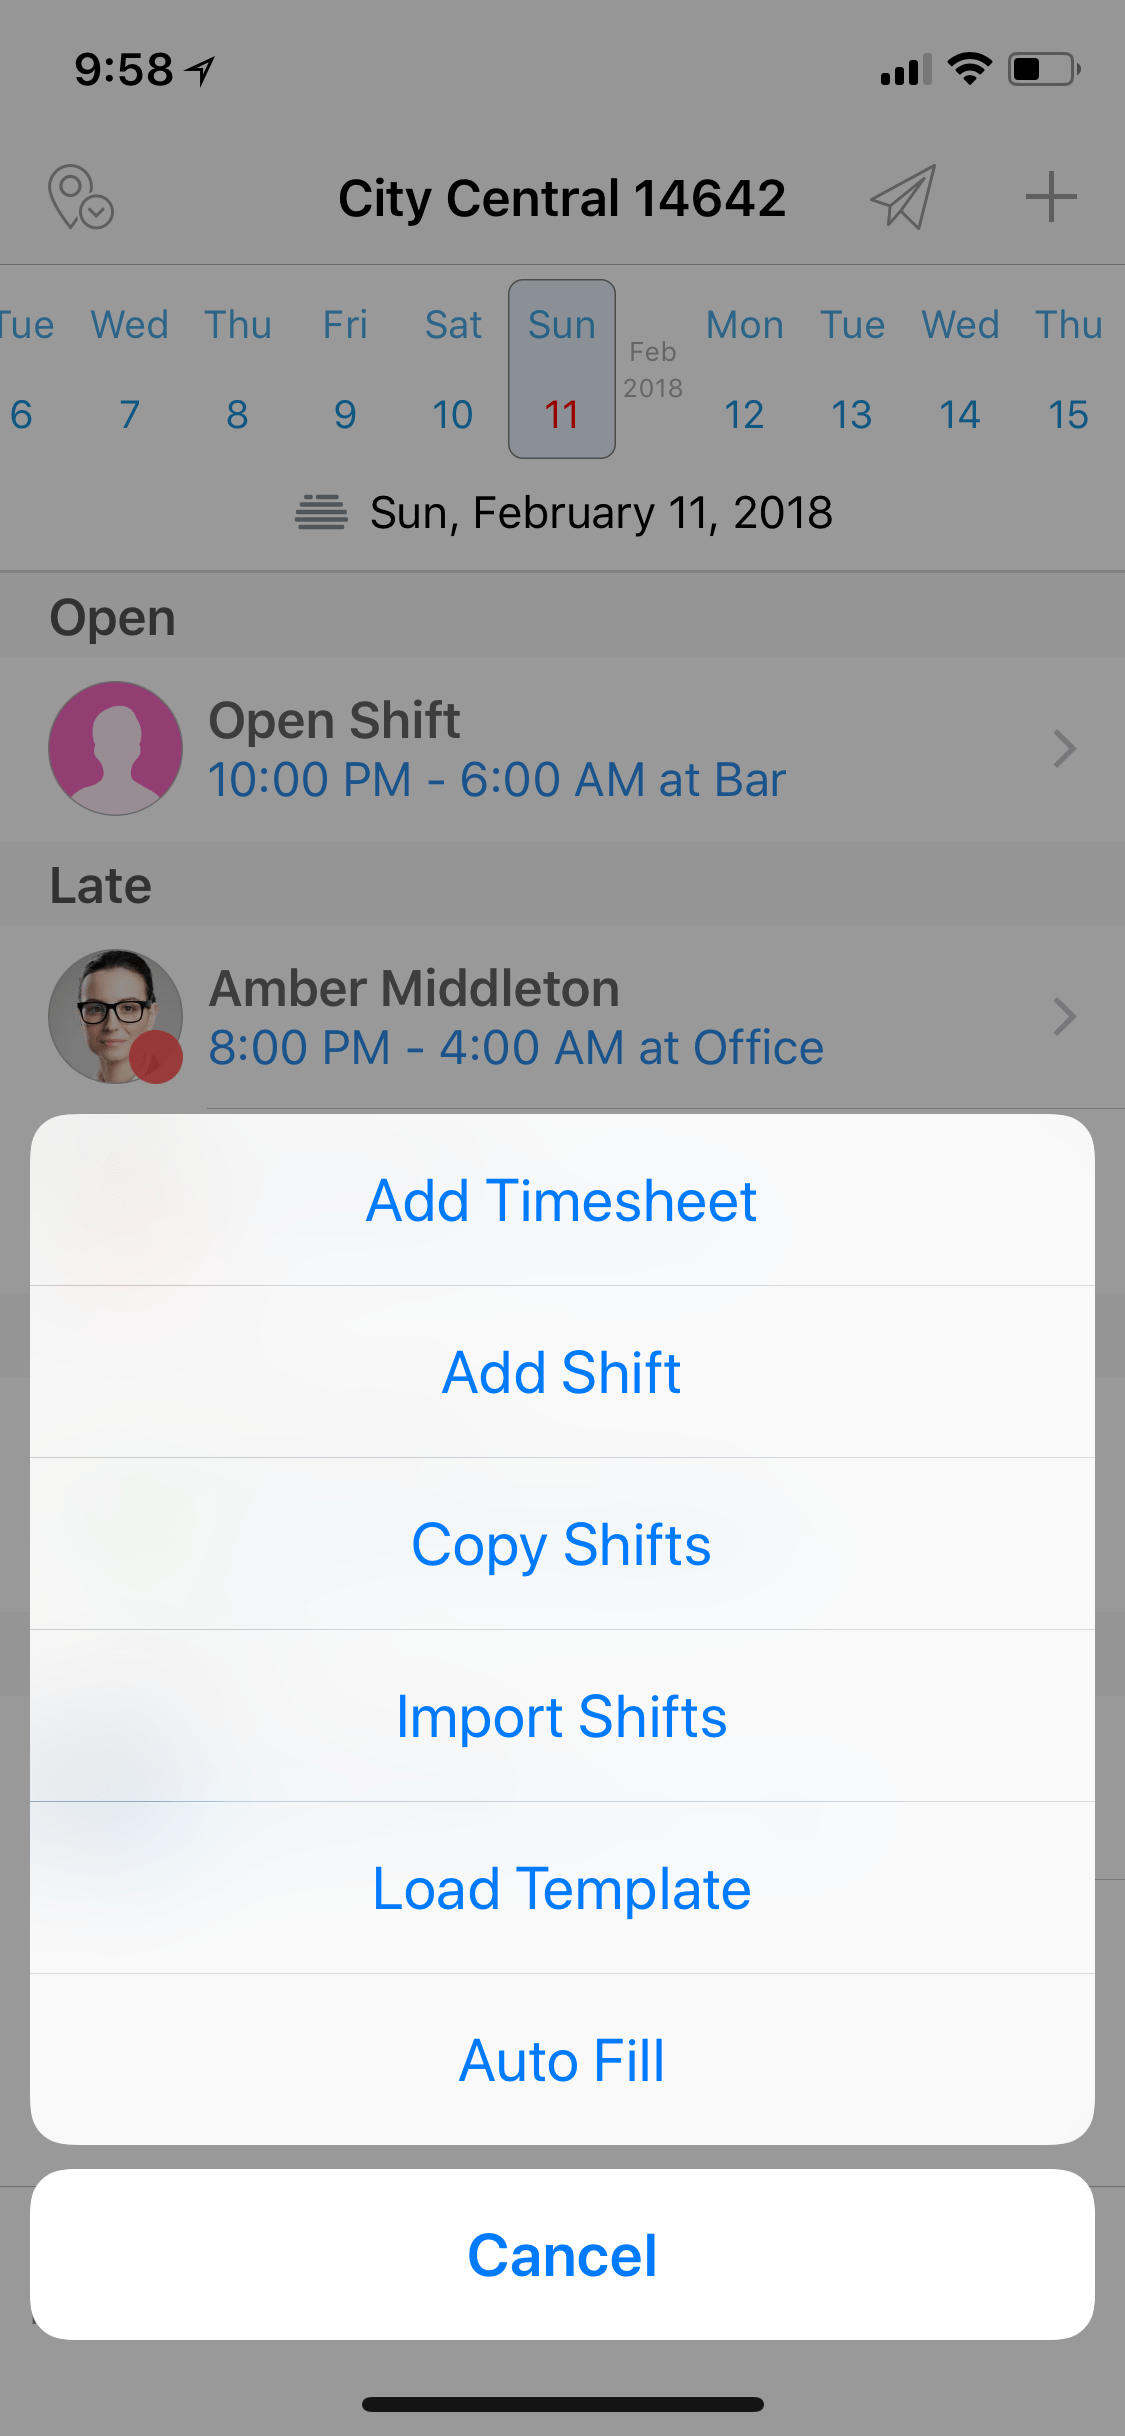 9:58
City Central 14642
Tue Wed Thu Fri Sat Sun Feb 2018 Mon Tue Wed Thu
6 7 8 9 10 11 12 13 14 15
Sun, February 11, 2018
Open
Open Shift
10:00 PM - 6:00 AM at Bar
Late
Amber Middleton
8:00 PM - 4:00 AM at Office
Add Timesheet
Add Shift
Copy Shifts
Import Shifts
Load Template
Auto Fill
Cancel